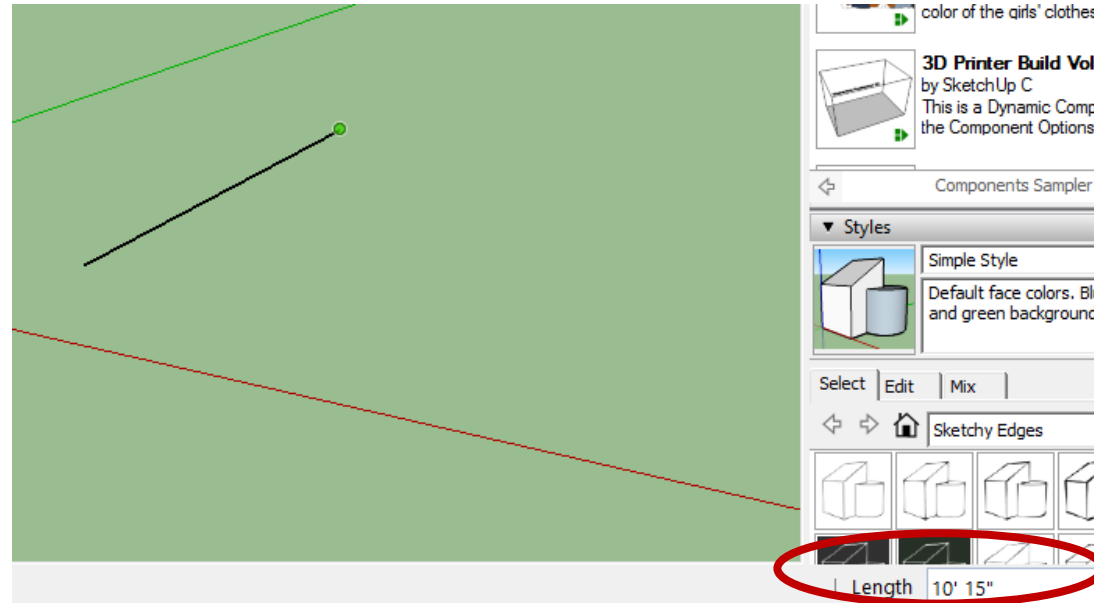 color of the girls' clothes
3D Printer Build Vol
by SketchUp C
This is a Dynamic Comp
the Component Options
Components Sampler
▼ Styles
Simple Style
Default face colors. Bl
and green background
Select Edit Mix
Sketchy Edges
Length 10' 15"